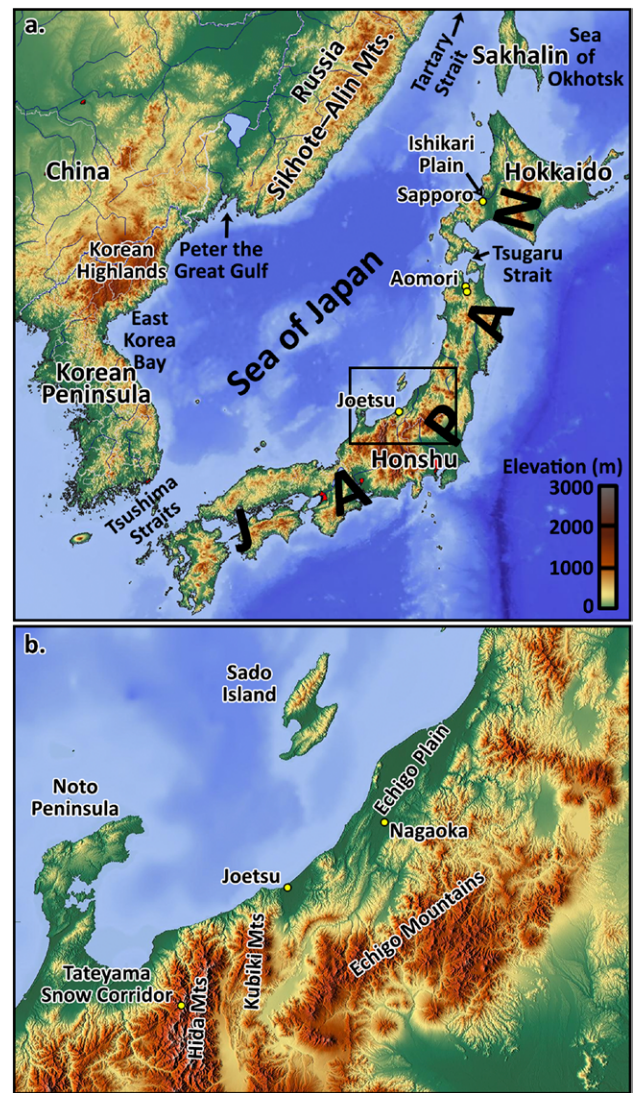 a.
Russia
Sikhote–Alin Mts.
Tartary
Strait
Sakhalin
Sea
of
Okhotsk
China
Ishikari
Plain
Hokkaido
Sapporo
Korean
Highlands
Peter the
Great Gulf
Tsugaru
Strait
Aomori
Sea of Japan
East
Korea
Bay
Korean
Peninsula
Joetsu
Honshu
JAPAN
Tsushima
Straits
Elevation (m)
3000
2000
1000
0
b.
Sado
Island
Noto
Peninsula
Echigo Plain
Nagaoka
Joetsu
Kubiki Mts
Echigo Mountains
Tateyama
Snow Corridor
Hida Mts